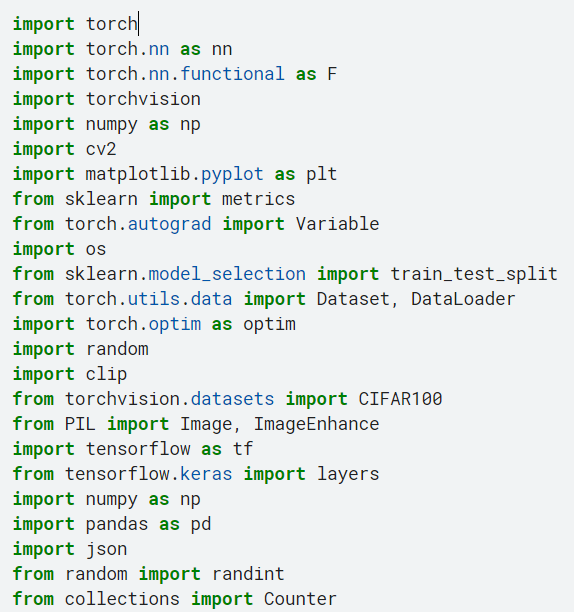 import torch
import torch.nn as nn
import torch.nn.functional as F
import torchvision
import numpy as np
import cv2
import matplotlib.pyplot as plt
from sklearn import metrics
from torch.autograd import Variable
import os
from sklearn.model_selection import train_test_split
from torch.utils.data import Dataset, DataLoader
import torch.optim as optim
import random
import clip
from torchvision.datasets import CIFAR100
from PIL import Image, ImageEnhance
import tensorflow as tf
from tensorflow.keras import layers
import numpy as np
import pandas as pd
import json
from random import randint
from collections import Counter